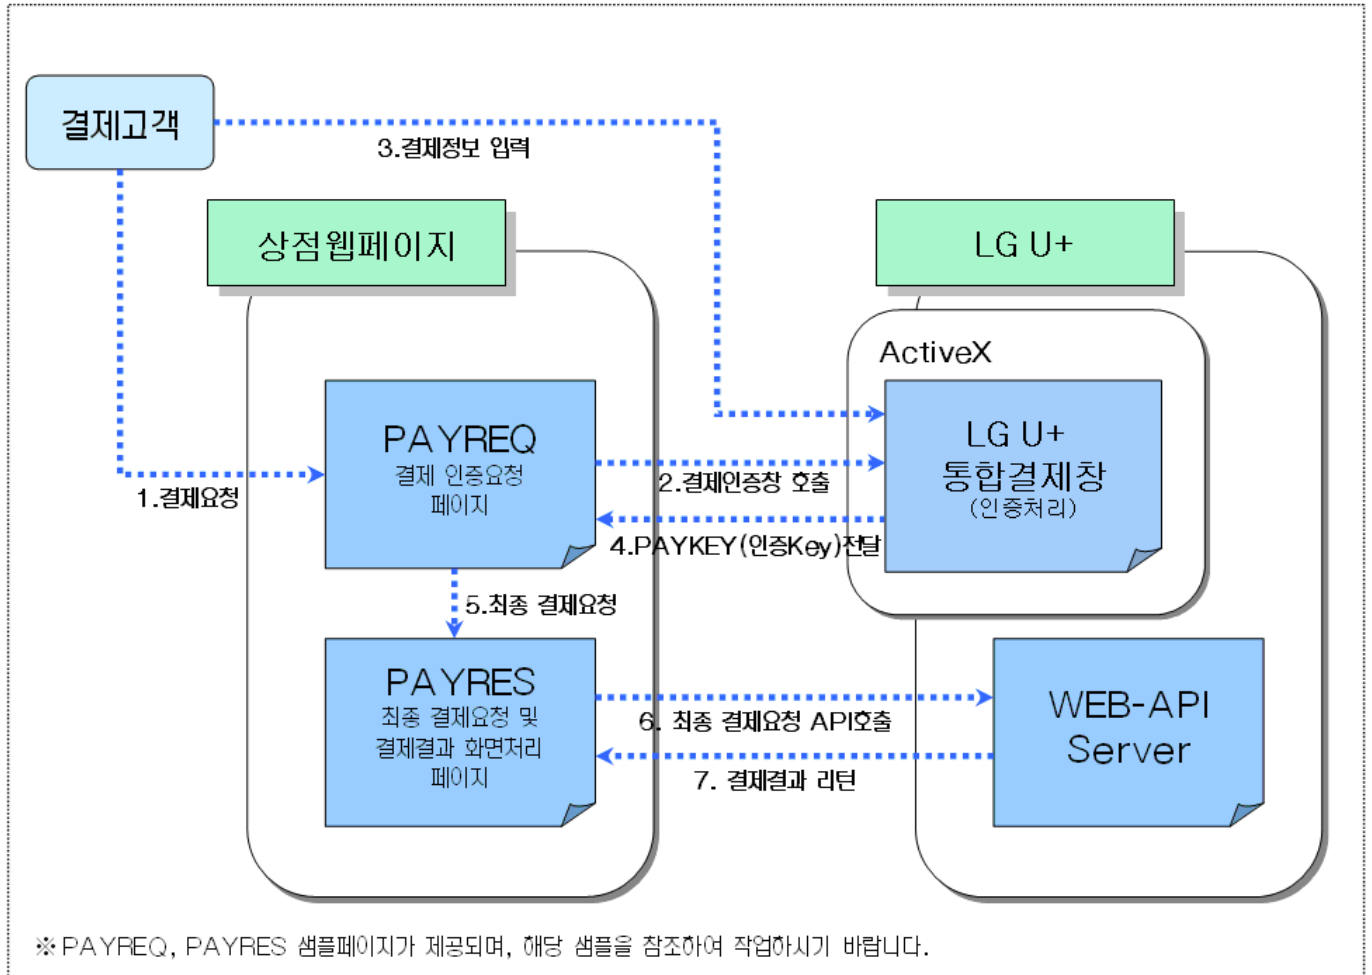 결제고객
3.결제정보 입력
상점웹페이지
LG U+
ActiveX
PAYREQ
결제 인증요청
페이지
LG U+
통합결제창
(인증처리)
1.결제요청
2.결제인증창 호출
4.PAYKEY(인증Key)전달
5.최종 결제요청
PAYRES
최종 결제요청 및
결제결과 화면처리
페이지
WEB-API
Server
6. 최종 결제요청 API호출
7. 결제결과 리턴
※ PAYREQ, PAYRES 샘플페이지가 제공되며, 해당 샘플을 참조하여 작업하시기 바랍니다.